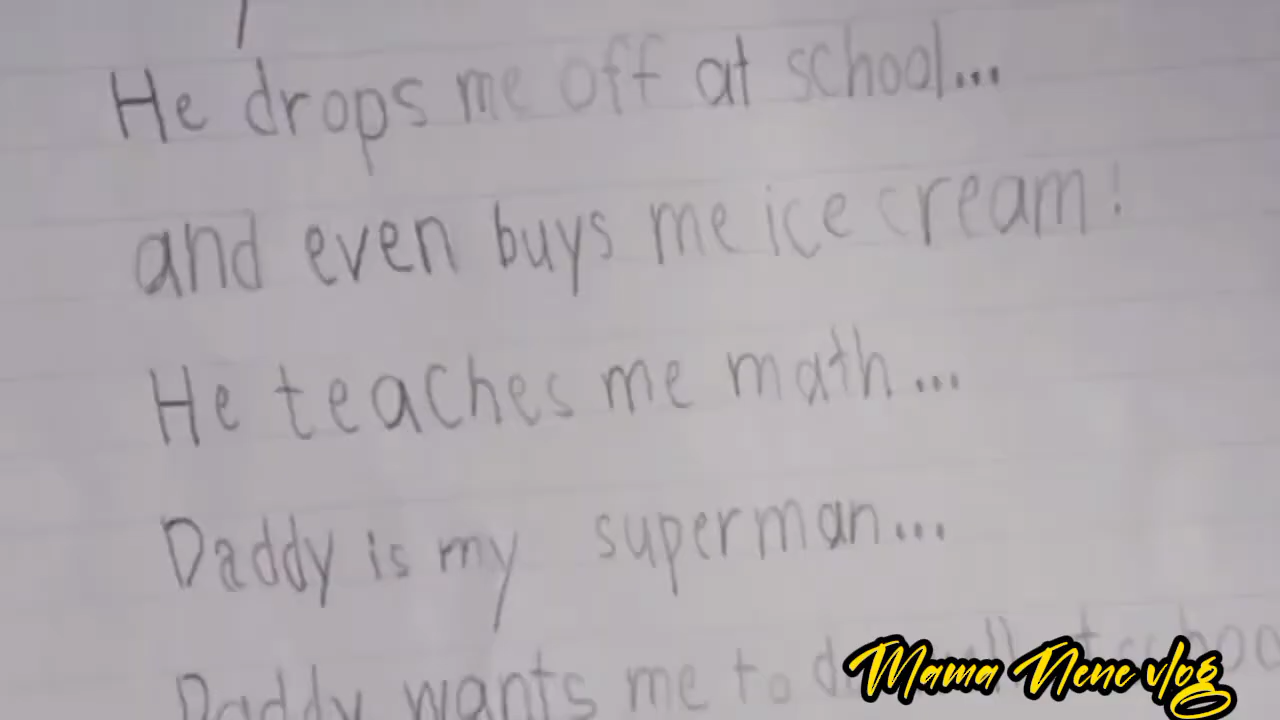 He drops me off at school...
and even buys me ice cream!
He teaches me math...
Daddy is my superman...
Daddy wants me to
Mama Nene vlog